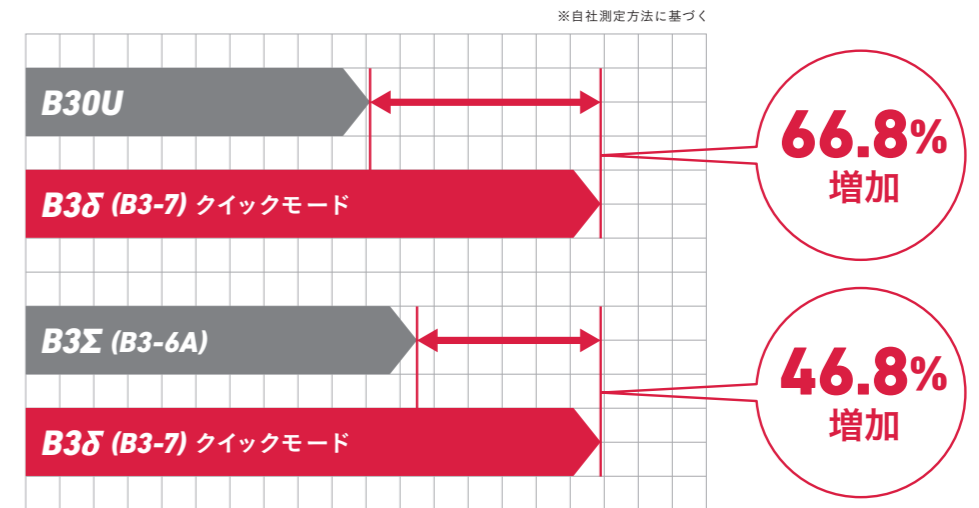 ※自社測定方法に基づく
B30U
B3δ (B3-7) クイックモード
66.8%
増加
B3Σ (B3-6A)
B3δ (B3-7) クイックモード
46.8%
増加